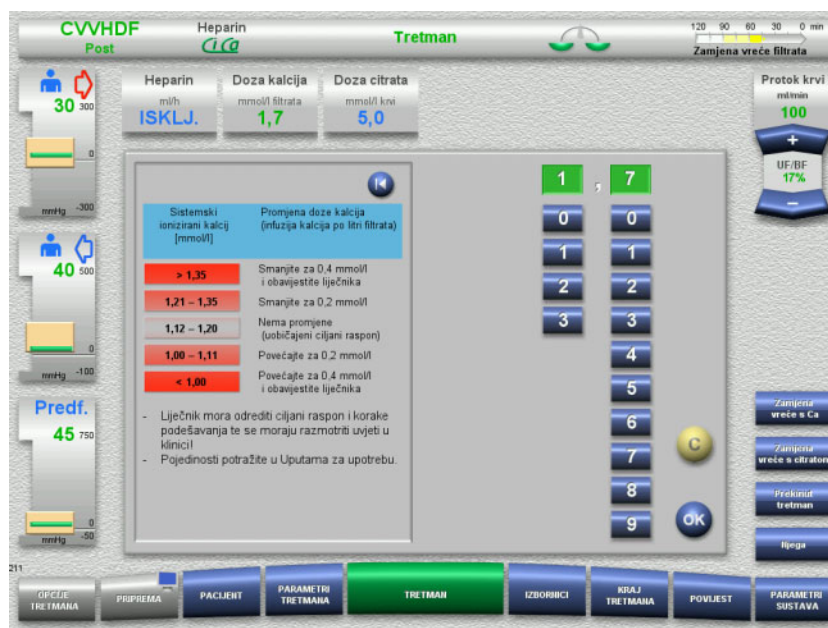 CVVHDF
Post
Heparin
CiCa
Tretman
120 90 60 30 0 min
Zamjena vreće filtrata
30 300
0
mmHg -300
40 500
0
mmHg -100
Predf.
45 750
0
mmHg -50
Heparin
ml/h
ISKLJ.
Doza kalcija
mmol/l filtrata
1,7
Doza citrata
mmol/l krvi
5,0
Protok krvi
ml/min
100
+
UF/BF
17%
–
Sistemski
ionizirani kalcij
[mmol/l]
Promjena doze kalcija
(infuzija kalcija po litri filtrata)
> 1,35
Smanjite za 0,4 mmol/l
i obavijestite liječnika
1,21 – 1,35
Smanjite za 0,2 mmol/l
1,12 – 1,20
Nema promjene
(uobičajeni ciljani raspon)
1,00 – 1,11
Povećajte za 0,2 mmol/l
< 1,00
Povećajte za 0,4 mmol/l
i obavijestite liječnika
- Liječnik mora odrediti ciljani raspon i korake
podešavanja te se moraju razmotriti uvjeti u
klinici!
- Pojedinosti potražite u Uputama za upotrebu.
1 , 7
0 0
1 1
2 2
3 3
4
5
6
7
8
9
C
OK
Zamjena
vreće s Ca
Zamjena
vreće s citratom
Prekinut
tretman
Njega
211
OPCIJE
TRETMANA
PRIPREMA
PACIJENT
PARAMETRI
TRETMANA
TRETMAN
IZBORNICI
KRAJ
TRETMANA
POVIJEST
PARAMETRI
SUSTAVA